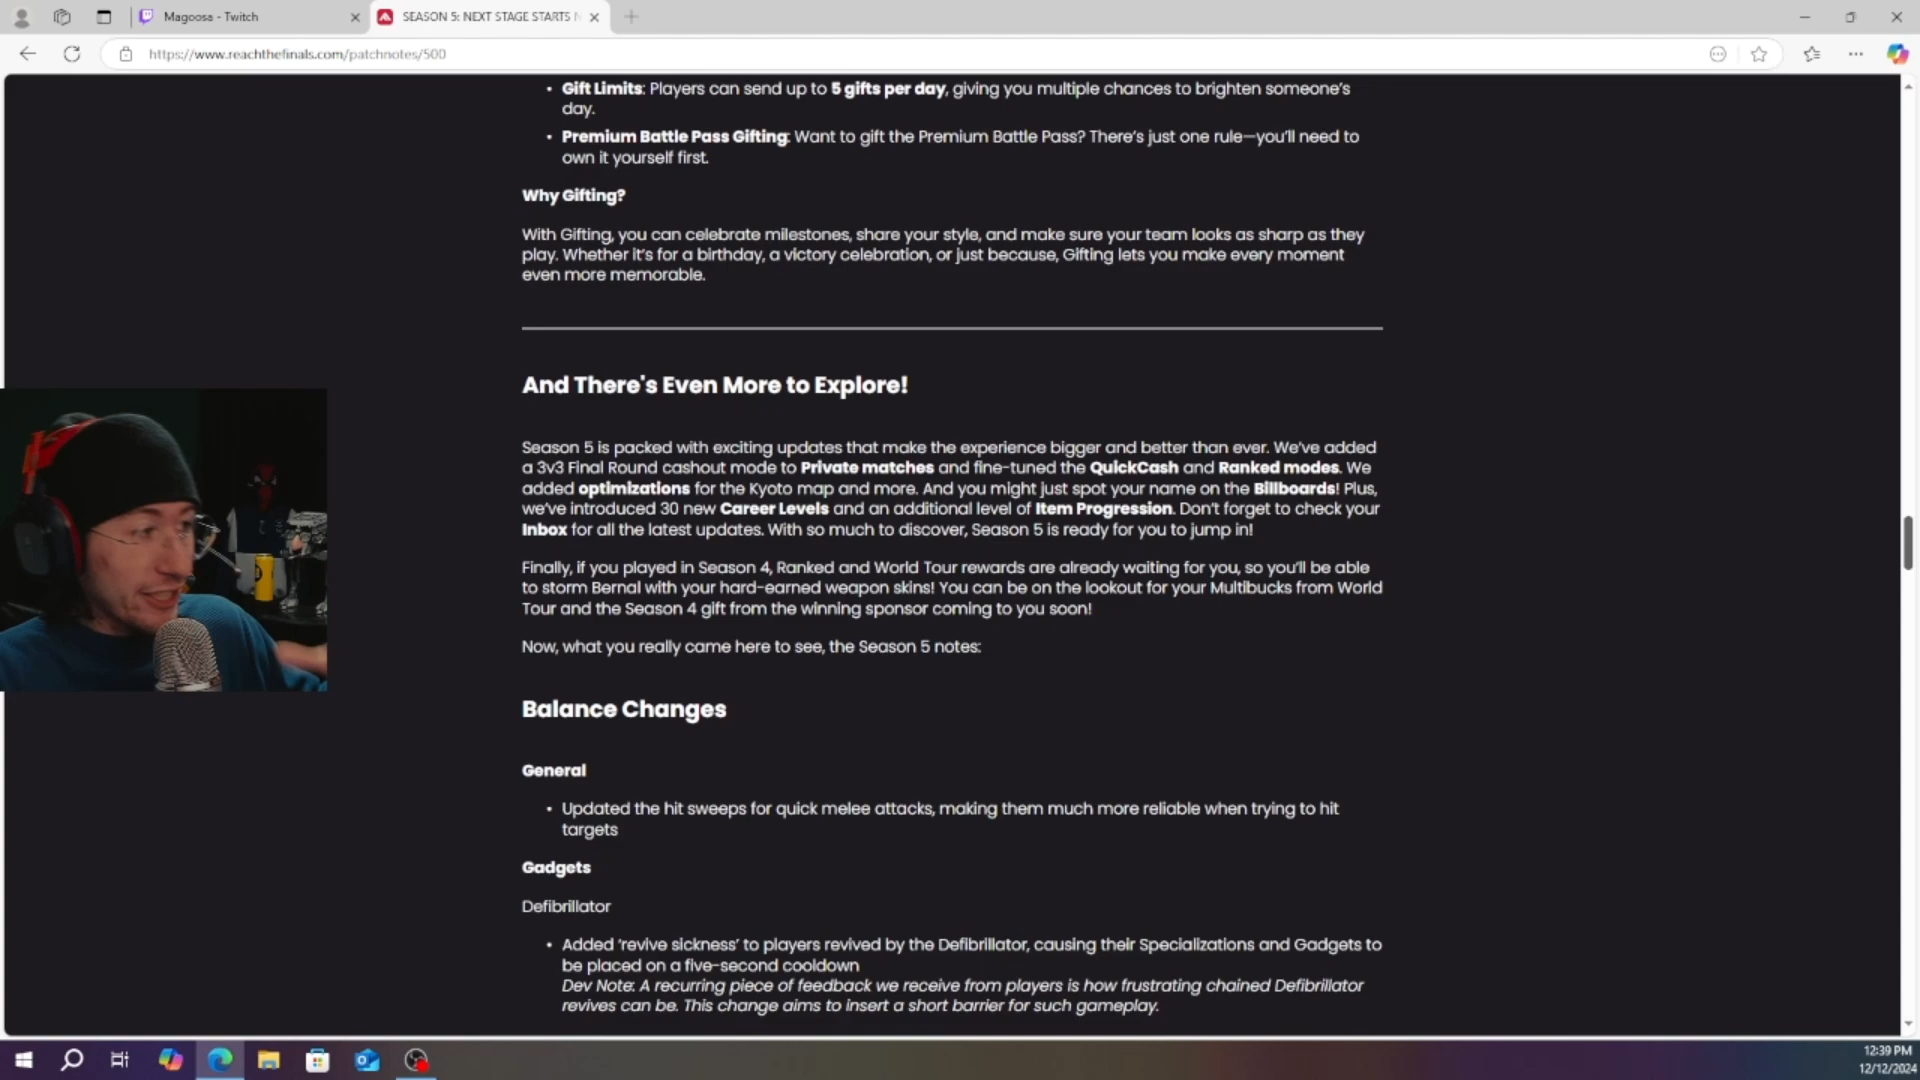 Magoosa - Twitch
SEASON 5: NEXT STAGE STARTS N
https://www.reachthefinals.com/patchnotes/500
• Gift Limits: Players can send up to 5 gifts per day, giving you multiple chances to brighten someone's
day.
• Premium Battle Pass Gifting: Want to gift the Premium Battle Pass? There's just one rule—you'll need to
own it yourself first.
Why Gifting?
With Gifting, you can celebrate milestones, share your style, and make sure your team looks as sharp as they
play. Whether it's for a birthday, a victory celebration, or just because, Gifting lets you make every moment
even more memorable.
And There's Even More to Explore!
Season 5 is packed with exciting updates that make the experience bigger and better than ever. We've added
a 3v3 Final Round cashout mode to Private matches and fine-tuned the QuickCash and Ranked modes. We
added optimizations for the Kyoto map and more. And you might just spot your name on the Billboards! Plus,
we've introduced 30 new Career Levels and an additional level of Item Progression. Don't forget to check your
Inbox for all the latest updates. With so much to discover, Season 5 is ready for you to jump in!
Finally, if you played in Season 4, Ranked and World Tour rewards are already waiting for you, so you'll be able
to storm Bernal with your hard-earned weapon skins! You can be on the lookout for your Multibucks from World
Tour and the Season 4 gift from the winning sponsor coming to you soon!
Now, what you really came here to see, the Season 5 notes:
Balance Changes
General
• Updated the hit sweeps for quick melee attacks, making them much more reliable when trying to hit
targets
Gadgets
Defibrillator
• Added 'revive sickness' to players revived by the Defibrillator, causing their Specializations and Gadgets to
be placed on a five-second cooldown
Dev Note: A recurring piece of feedback we receive from players is how frustrating chained Defibrillator
revives can be. This change aims to insert a short barrier for such gameplay.
12:39 PM
12/12/2024